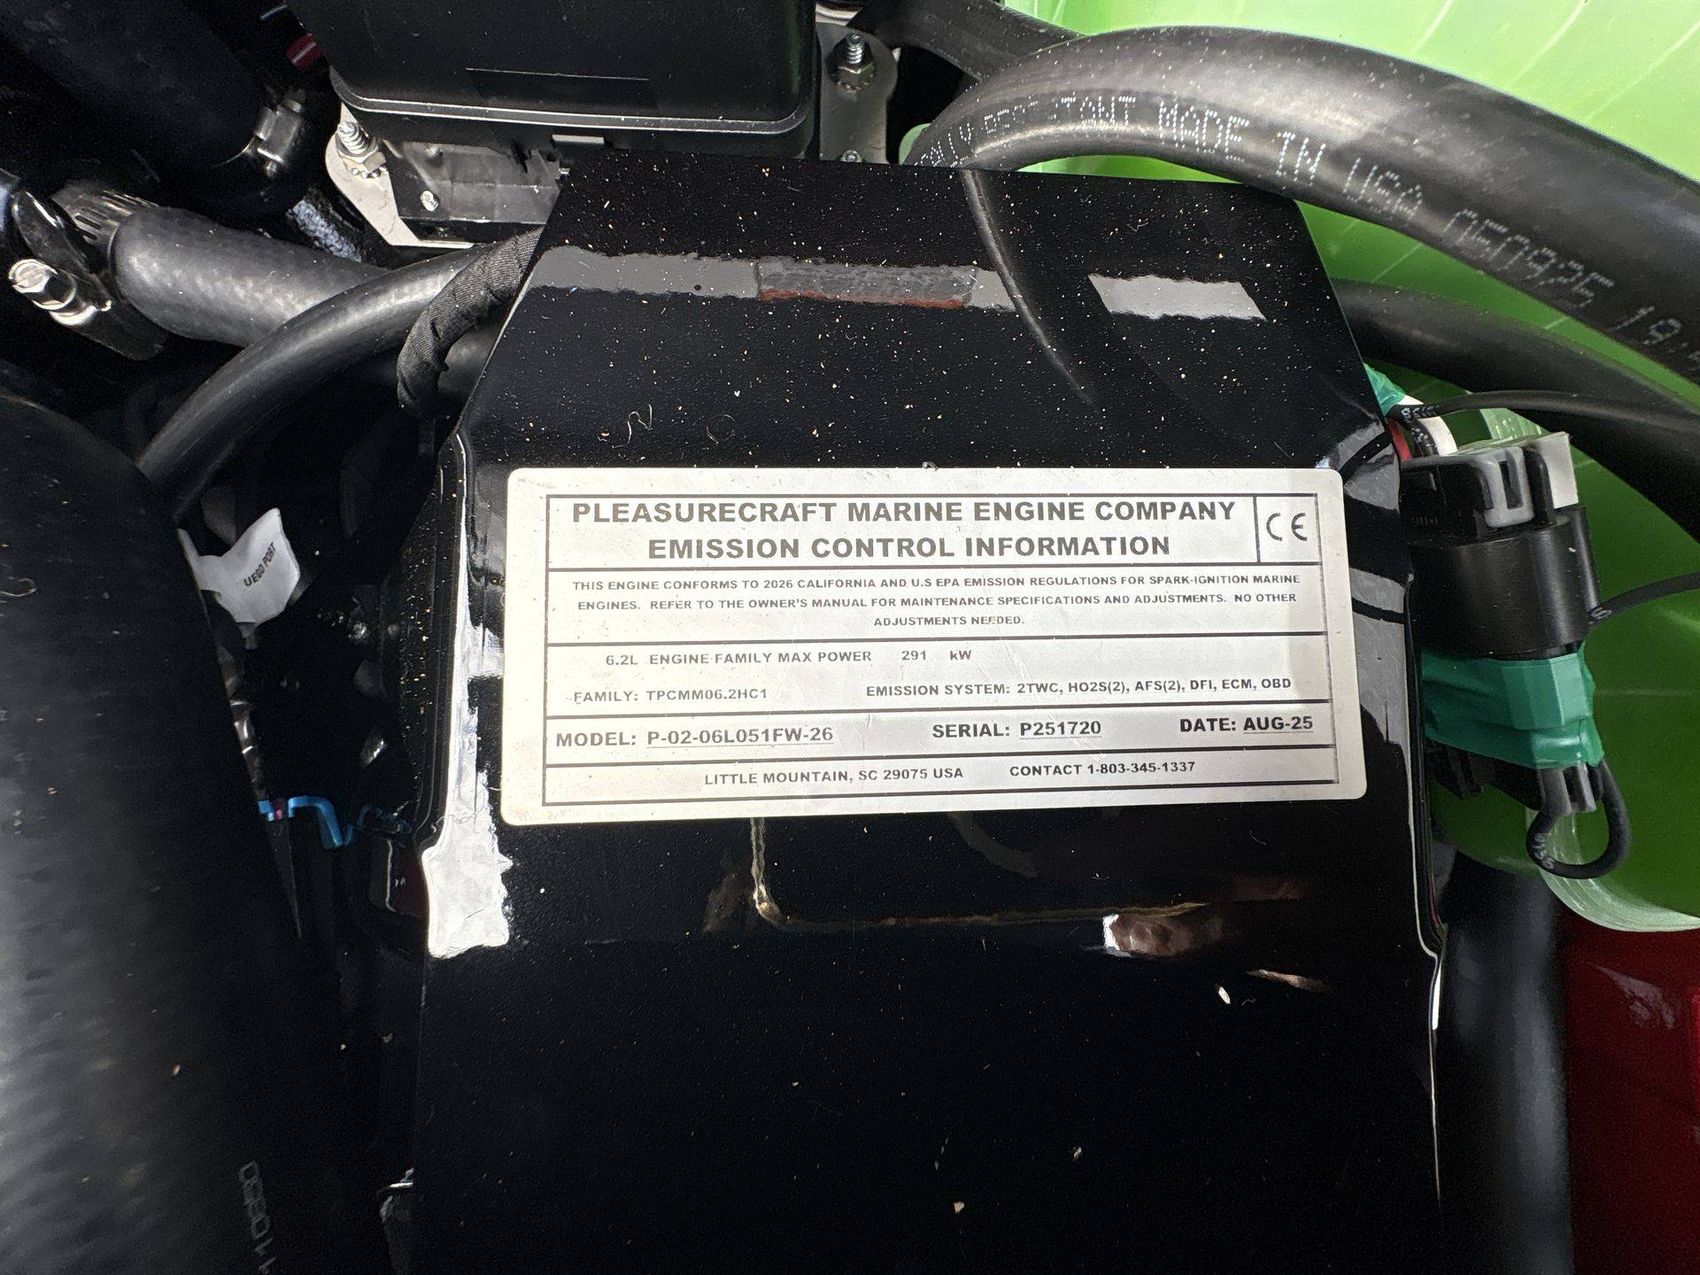 MADE IN USA 050925 19:
8518
UEGO PORT
PLEASURECRAFT MARINE ENGINE COMPANY
EMISSION CONTROL INFORMATION
CE
THIS ENGINE CONFORMS TO 2026 CALIFORNIA AND U.S EPA EMISSION REGULATIONS FOR SPARK-IGNITION MARINE
ENGINES. REFER TO THE OWNER'S MANUAL FOR MAINTENANCE SPECIFICATIONS AND ADJUSTMENTS. NO OTHER
ADJUSTMENTS NEEDED.
6.2L ENGINE FAMILY MAX POWER 291 kW
FAMILY: TPCMM06.2HC1 EMISSION SYSTEM: 2TWC, HO2S(2), AFS(2), DFI, ECM, OBD
MODEL: P-02-06L051FW-26 SERIAL: P251720 DATE: AUG-25
LITTLE MOUNTAIN, SC 29075 USA CONTACT 1-803-345-1337